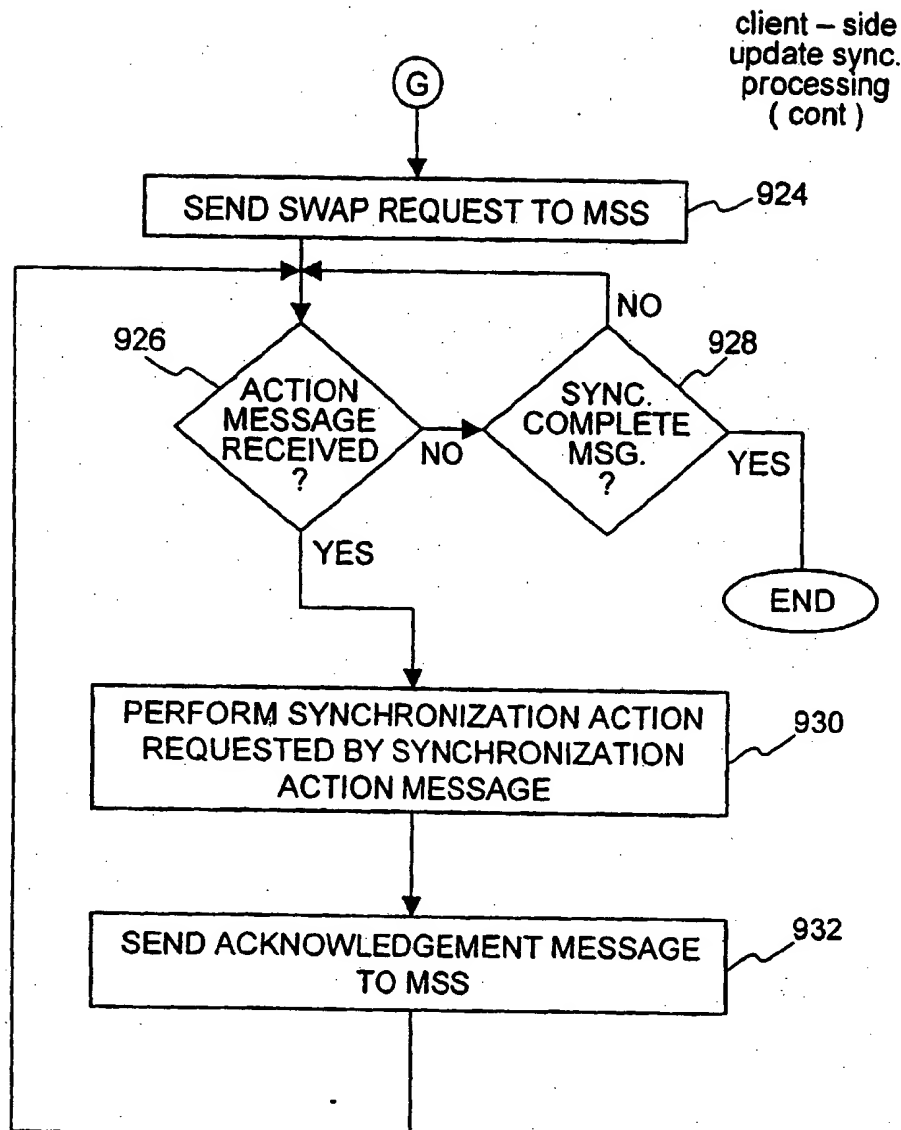 client – side
update sync.
processing
( cont )
G
SEND SWAP REQUEST TO MSS
924
926
ACTION
MESSAGE
RECEIVED
?
NO
YES
928
SYNC.
COMPLETE
MSG.
?
NO
YES
END
PERFORM SYNCHRONIZATION ACTION
REQUESTED BY SYNCHRONIZATION
ACTION MESSAGE
930
SEND ACKNOWLEDGEMENT MESSAGE
TO MSS
932